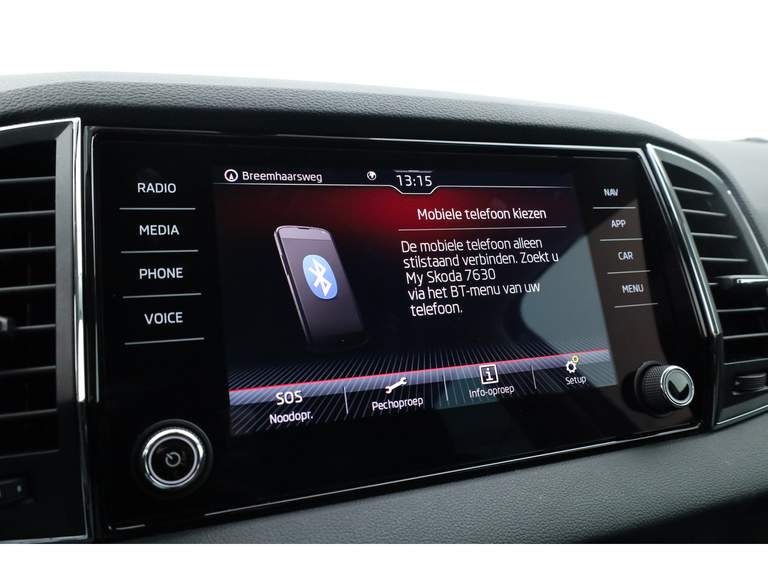 Breemhaarsweg 13:15
RADIO
MEDIA
PHONE
VOICE
Mobiele telefoon kiezen
De mobiele telefoon alleen
stilstaand verbinden. Zoekt u
My Skoda 7630
via het BT-menu van uw
telefoon.
NAV
APP
CAR
MENU
SOS
Noodopr.
Pechoproep
i
Info-oproep
Setup